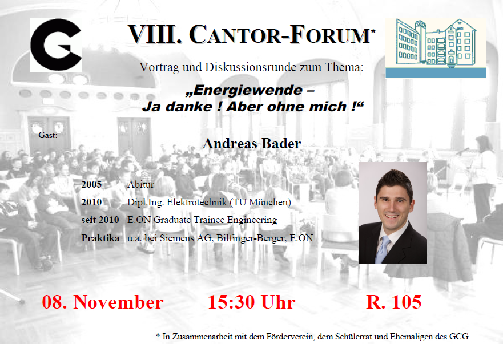 VIII. CANTOR-FORUM*
Vortrag und Diskussionsrunde zum Thema:
„Energiewende –
Ja danke ! Aber ohne mich !“
Gast:
Andreas Bader
2005 Abitur
2010 Dipl. Ing. Elektrotechnik (TU München)
seit 2010 E.ON Graduate Trainee Engineering
Praktika u.a. bei Siemens AG, Bilfinger-Berger, E.ON
08. November 15:30 Uhr R. 105
* In Zusammenarbeit mit dem Förderverein, dem Schülerrat und Ehemaligen des GCG